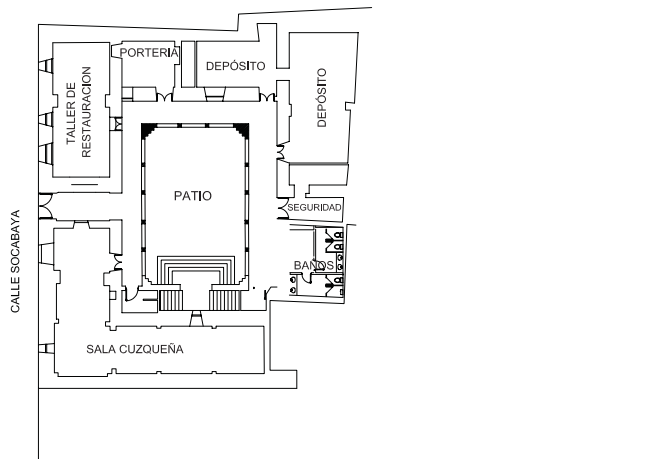 PORTERIA
DEPÓSITO
TALLER DE
RESTAURACION
DEPÓSITO
PATIO
SEGURIDAD
CALLE SOCABAYA
BAÑOS
SALA CUZQUEÑA